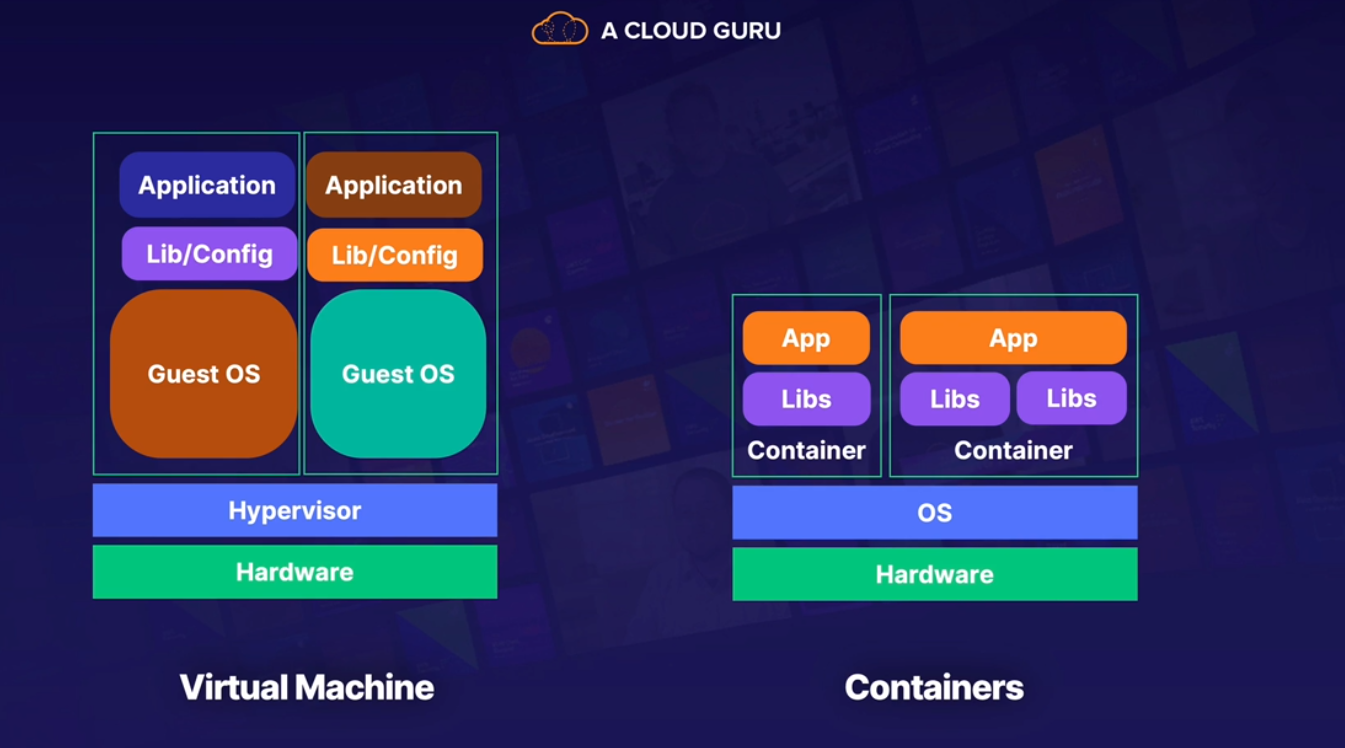 A CLOUD GURU
Application
Application
Lib/Config
Lib/Config
Guest OS
Guest OS
Hypervisor
Hardware
Virtual Machine
App
App
Libs
Libs
Libs
Container
Container
OS
Hardware
Containers